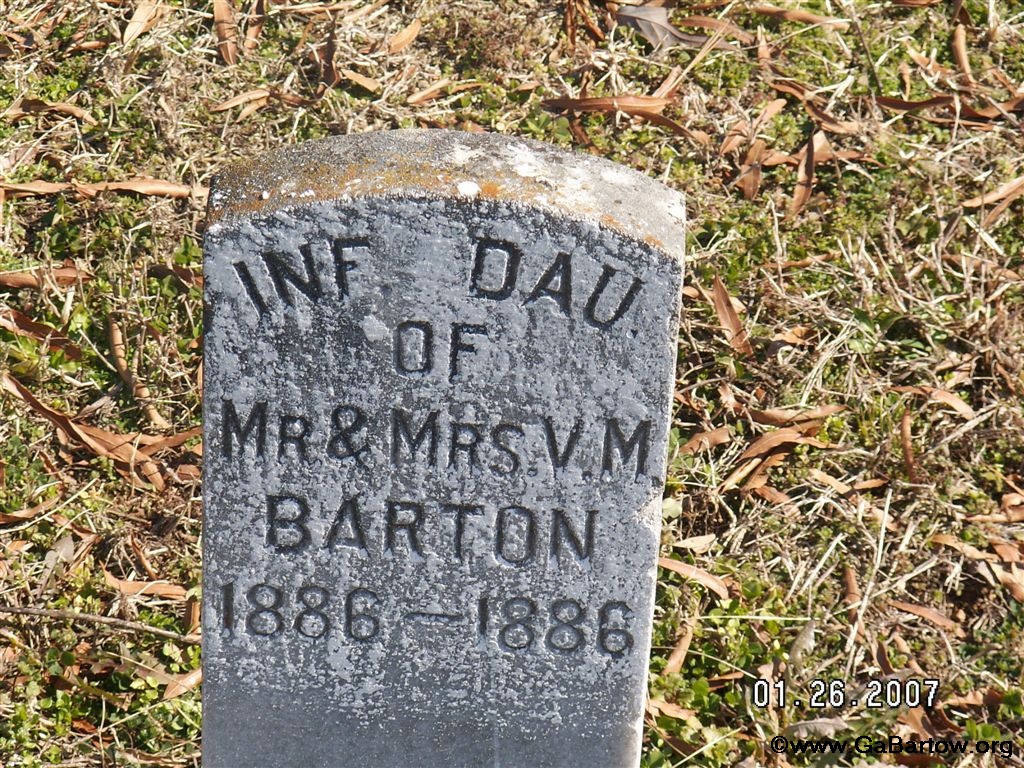 INF DAU.
OF
MR & MRS. V. M.
BARTON
1886 — 1886
01.26.2007
©www.GaBartow.org